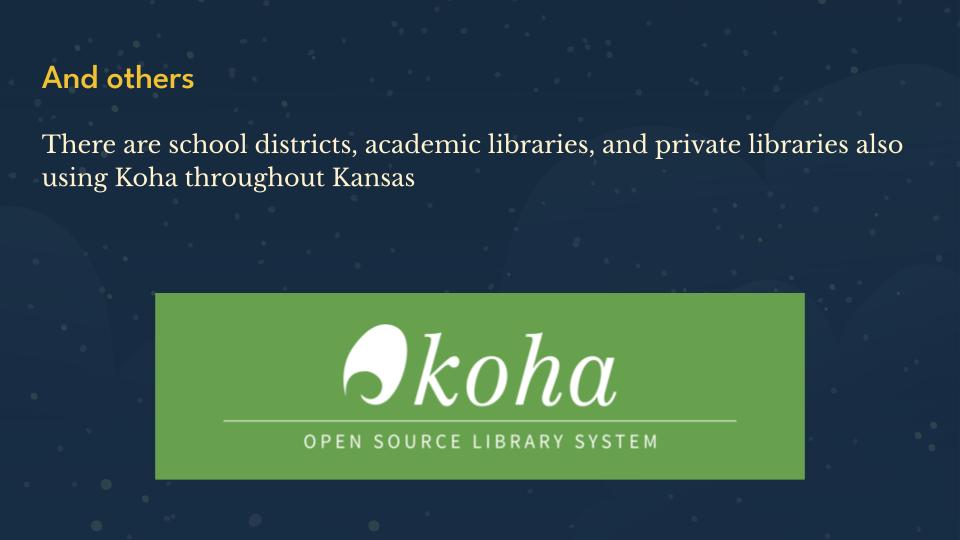 And others
There are school districts, academic libraries, and private libraries also
using Koha throughout Kansas
koha
OPEN SOURCE LIBRARY SYSTEM